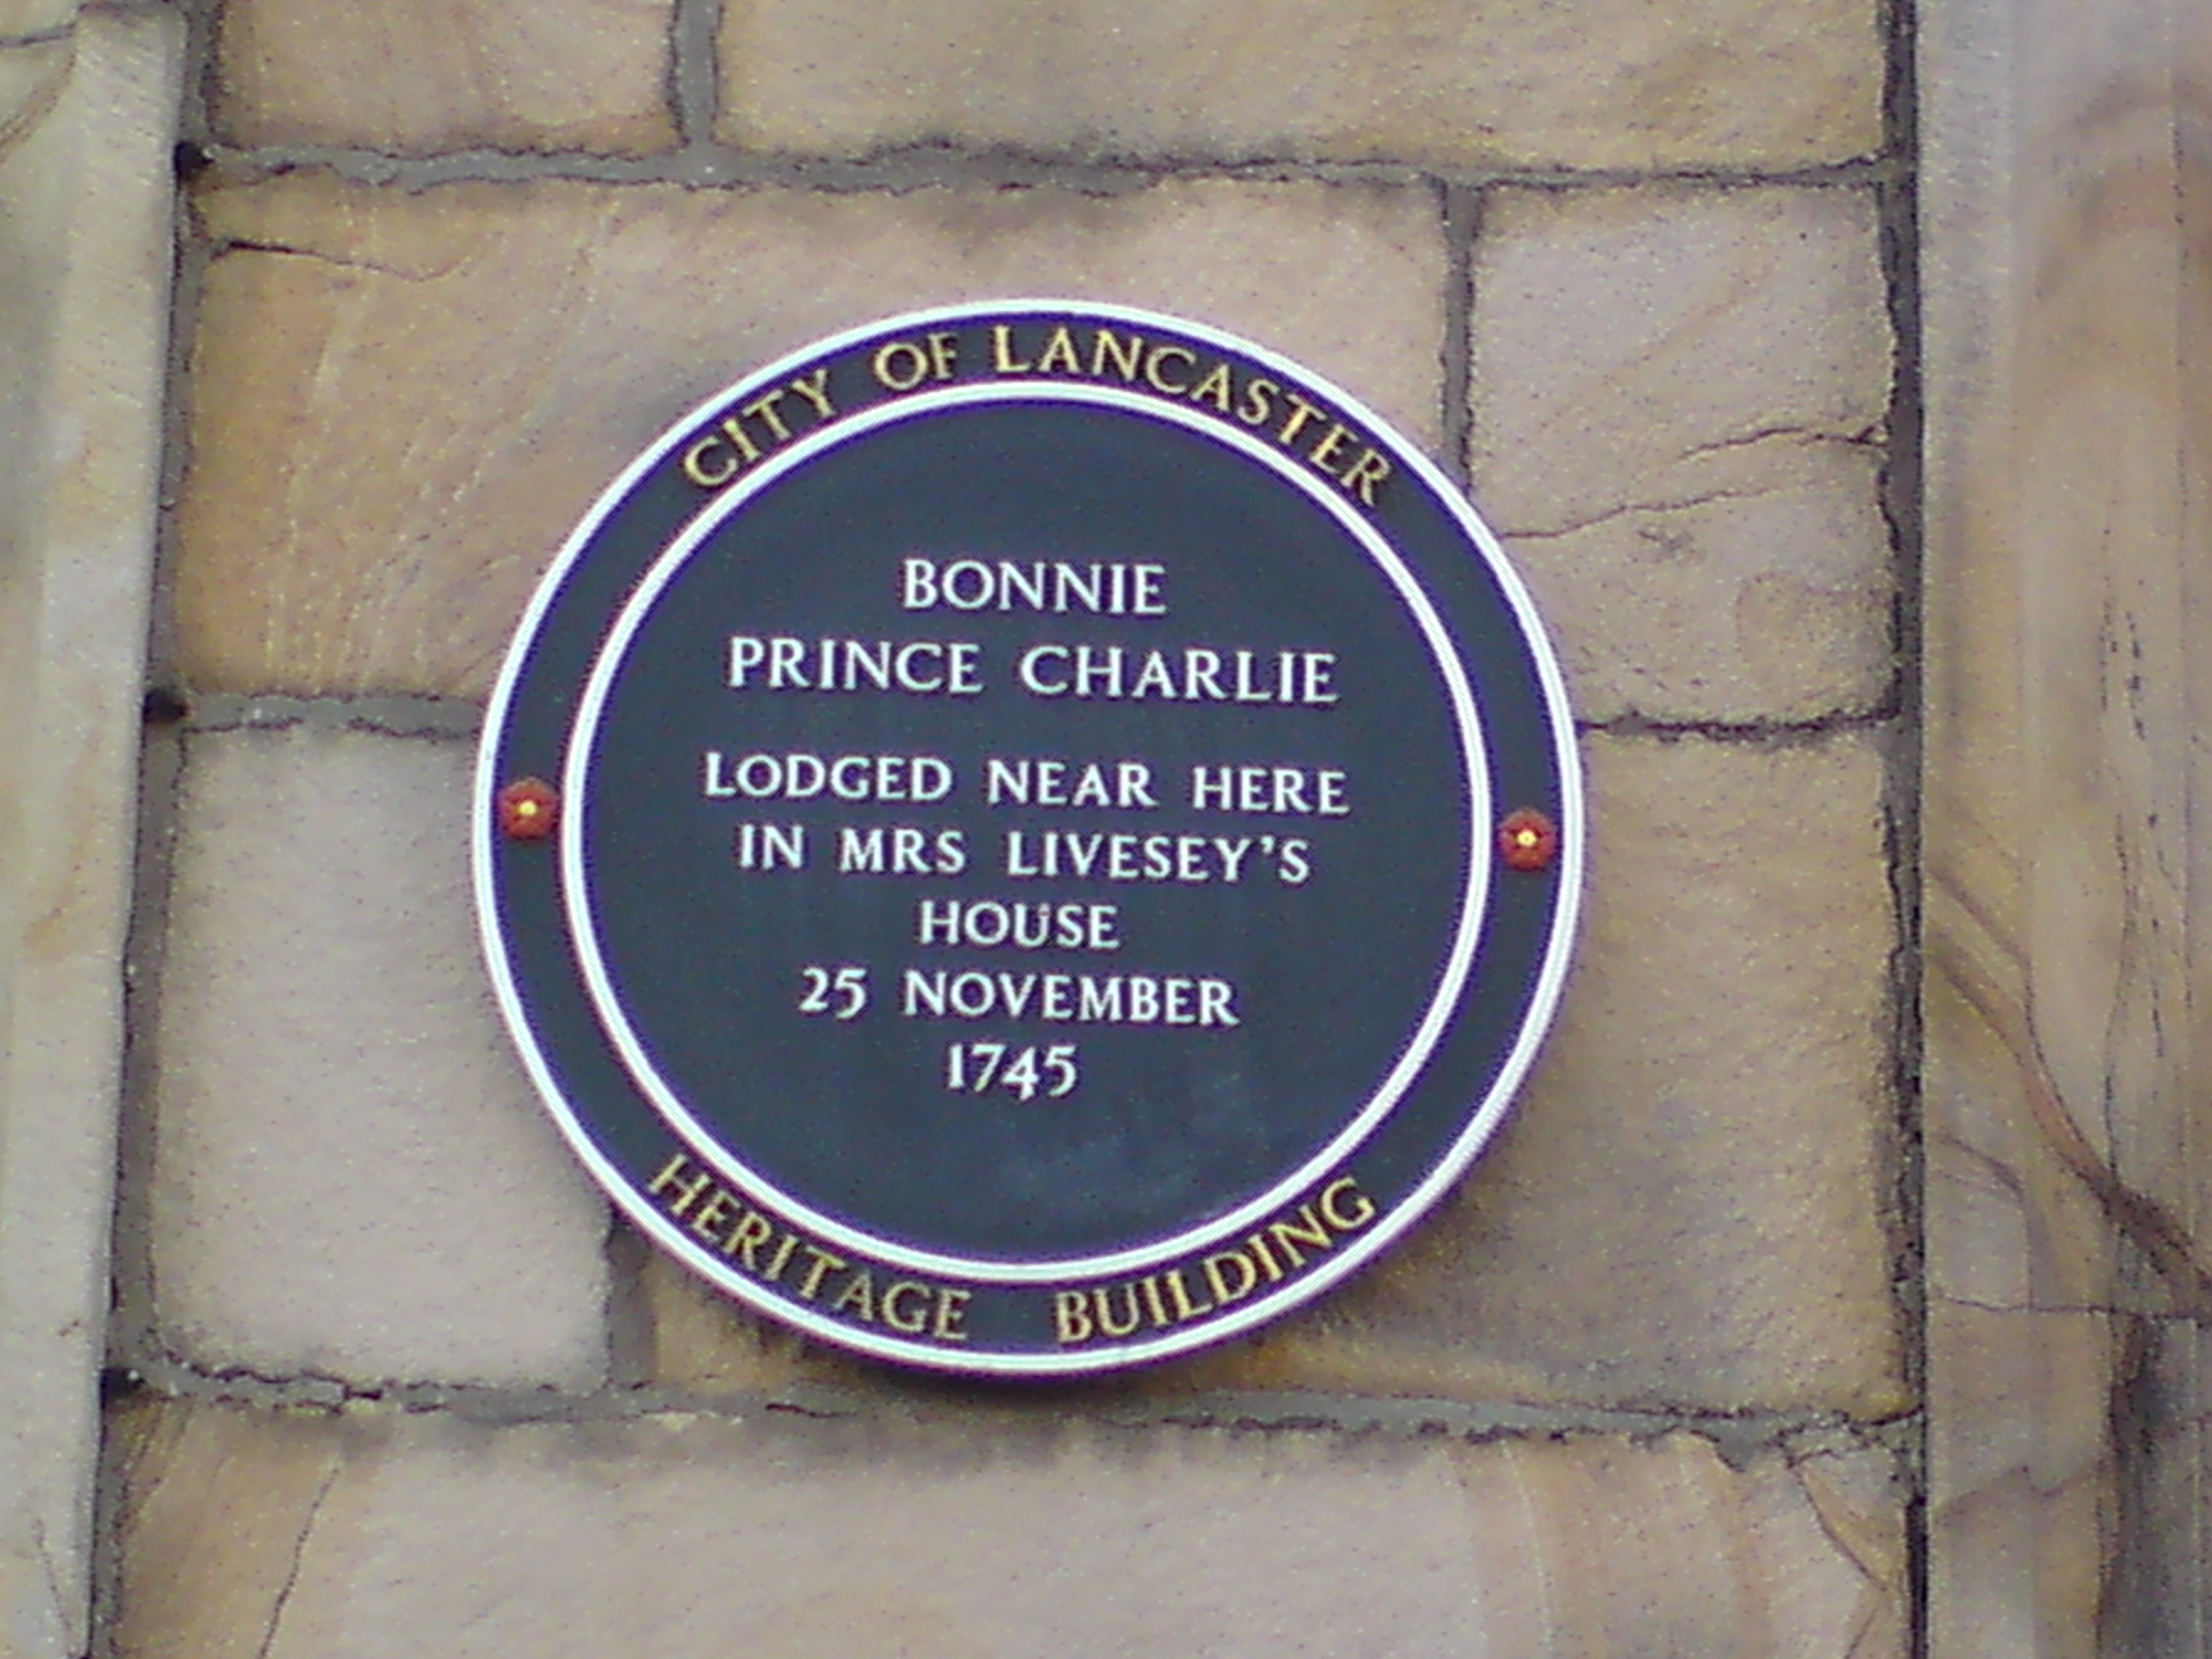 CITY OF LANCASTER
BONNIE
PRINCE CHARLIE
LODGED NEAR HERE
IN MRS LIVESEY'S
HOUSE
25 NOVEMBER
1745
HERITAGE BUILDING